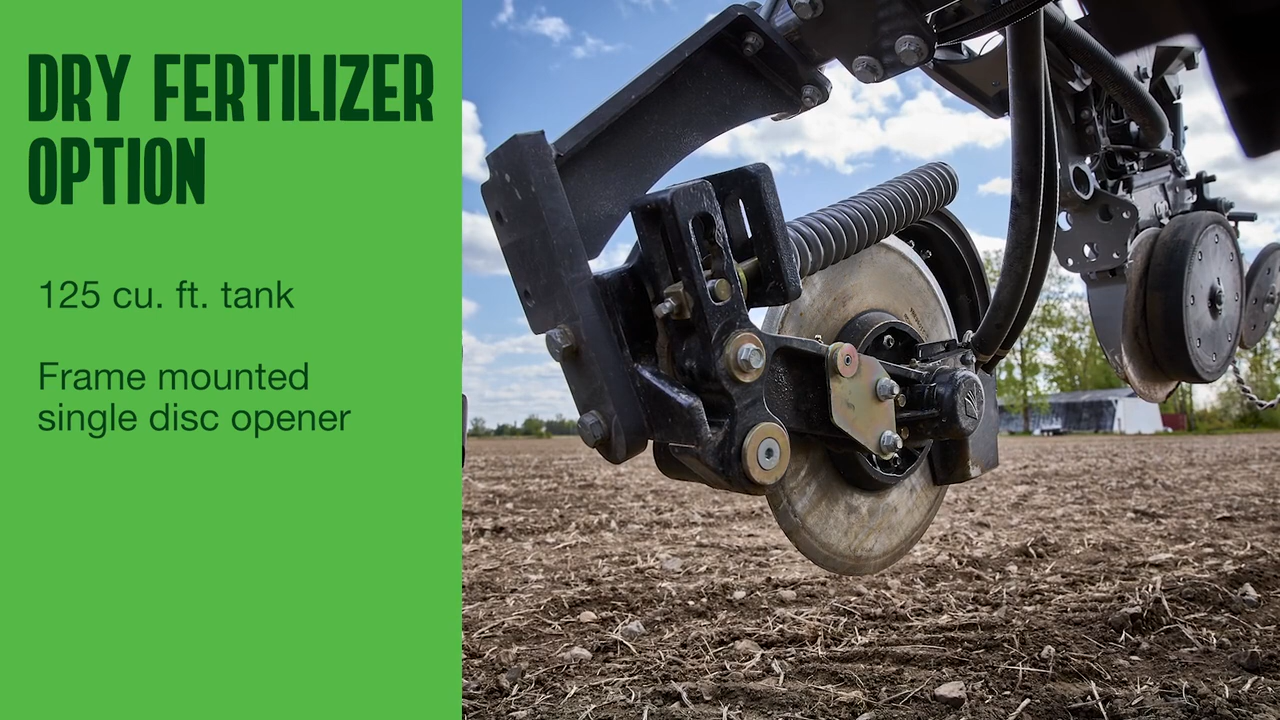 DRY FERTILIZER
OPTION
125 cu. ft. tank
Frame mounted
single disc opener